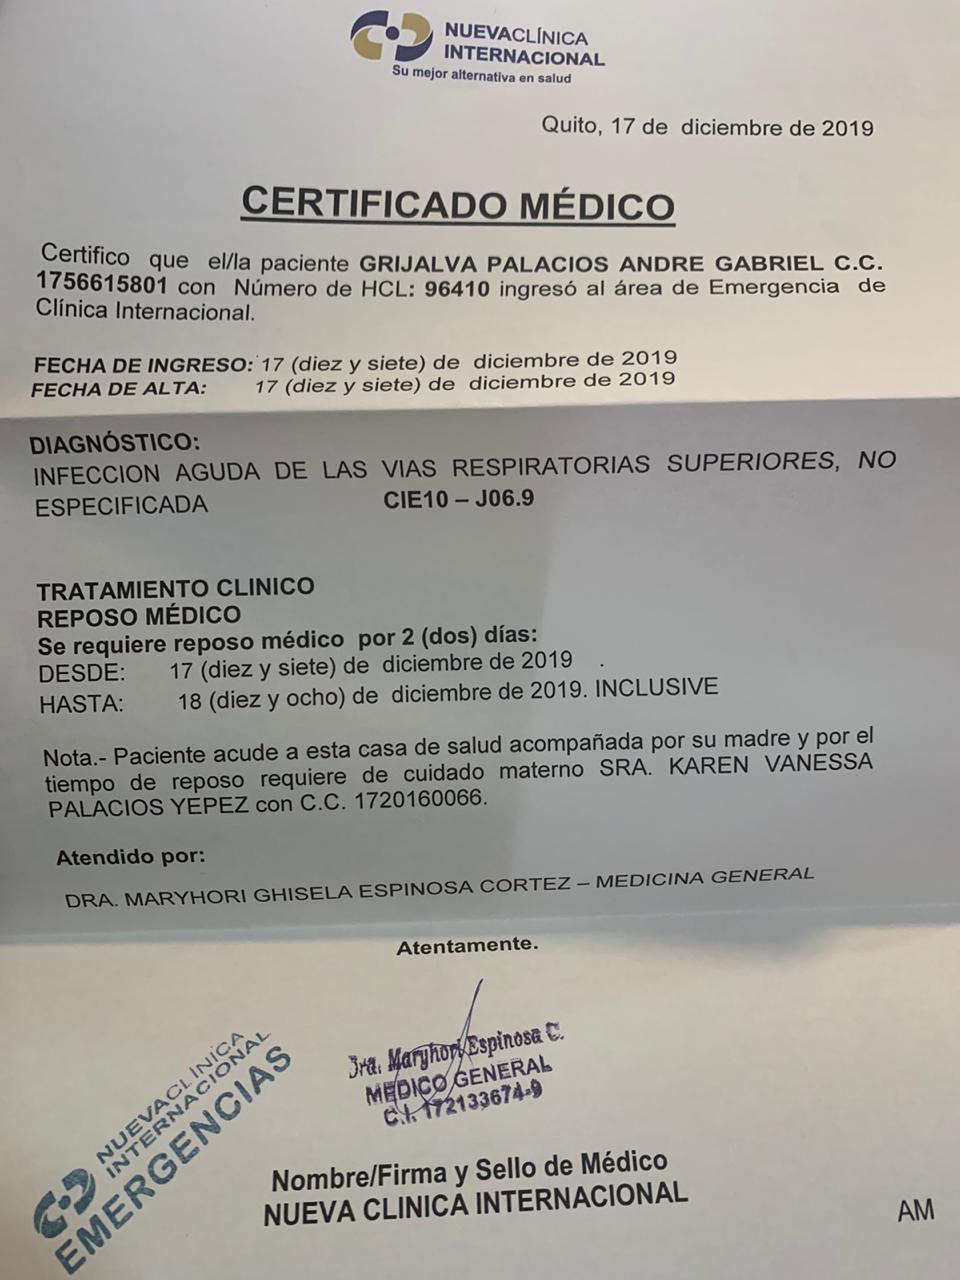 NUEVACLÍNICA
INTERNACIONAL
Su mejor alternativa en salud
Quito, 17 de diciembre de 2019
CERTIFICADO MÉDICO
Certifico que el/la paciente GRIJALVA PALACIOS ANDRE GABRIEL C.C.
1756615801 con Número de HCL: 96410 ingresó al área de Emergencia de
Clínica Internacional.
FECHA DE INGRESO: 17 (diez y siete) de diciembre de 2019
FECHA DE ALTA: 17 (diez y siete) de diciembre de 2019
DIAGNÓSTICO:
INFECCION AGUDA DE LAS VIAS RESPIRATORIAS SUPERIORES, NO
ESPECIFICADA CIE10 – J06.9
TRATAMIENTO CLINICO
REPOSO MÉDICO
Se requiere reposo médico por 2 (dos) días:
DESDE: 17 (diez y siete) de diciembre de 2019 .
HASTA: 18 (diez y ocho) de diciembre de 2019. INCLUSIVE
Nota.- Paciente acude a esta casa de salud acompañada por su madre y por el
tiempo de reposo requiere de cuidado materno SRA. KAREN VANESSA
PALACIOS YEPEZ con C.C. 1720160066.
Atendido por:
DRA. MARYHORI GHISELA ESPINOSA CORTEZ – MEDICINA GENERAL
Atentamente.
Dra. Maryhori Espinosa C.
MEDICO GENERAL
C.I. 172133674-9
NUEVACLÍNICA
INTERNACIONAL
EMERGENCIAS
Nombre/Firma y Sello de Médico
NUEVA CLINICA INTERNACIONAL
AM